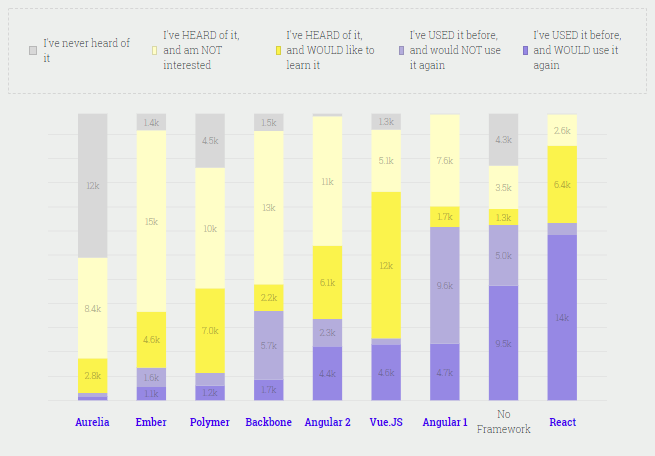 I've never heard of
it
I've HEARD of it,
and am NOT
interested
I've HEARD of it,
and WOULD like to
learn it
I've USED it before,
and would NOT use
it again
I've USED it before,
and WOULD use it
again
12k
8.4k
2.8k
1.4k
15k
4.6k
1.6k
1.1k
4.5k
10k
7.0k
1.2k
1.5k
13k
2.2k
5.7k
1.7k
11k
6.1k
2.3k
4.4k
1.3k
5.1k
12k
4.5k
7.6k
1.7k
9.6k
4.7k
4.3k
3.5k
1.3k
5.0k
9.5k
2.6k
6.4k
14k
Aurelia
Ember
Polymer
Backbone
Angular 2
Vue.JS
Angular 1
No
Framework
React